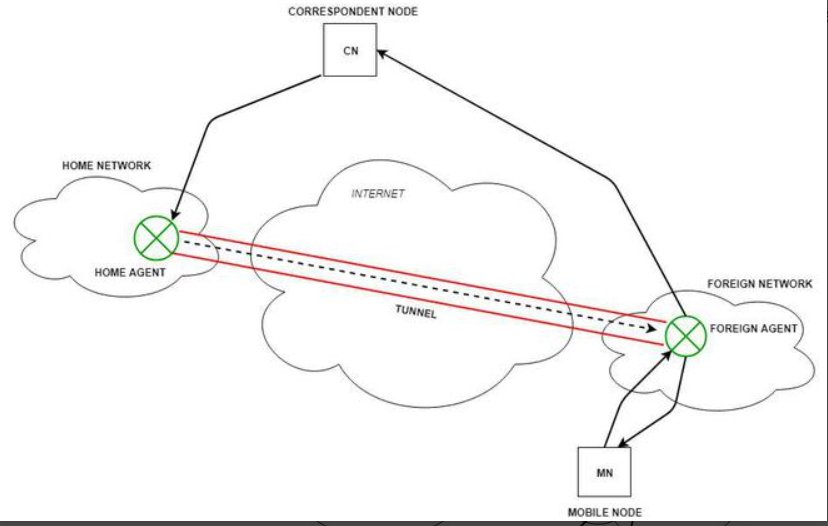 CORRESPONDENT NODE
CN
HOME NETWORK
INTERNET
HOME AGENT
TUNNEL
FOREIGN NETWORK
FOREIGN AGENT
MN
MOBILE NODE